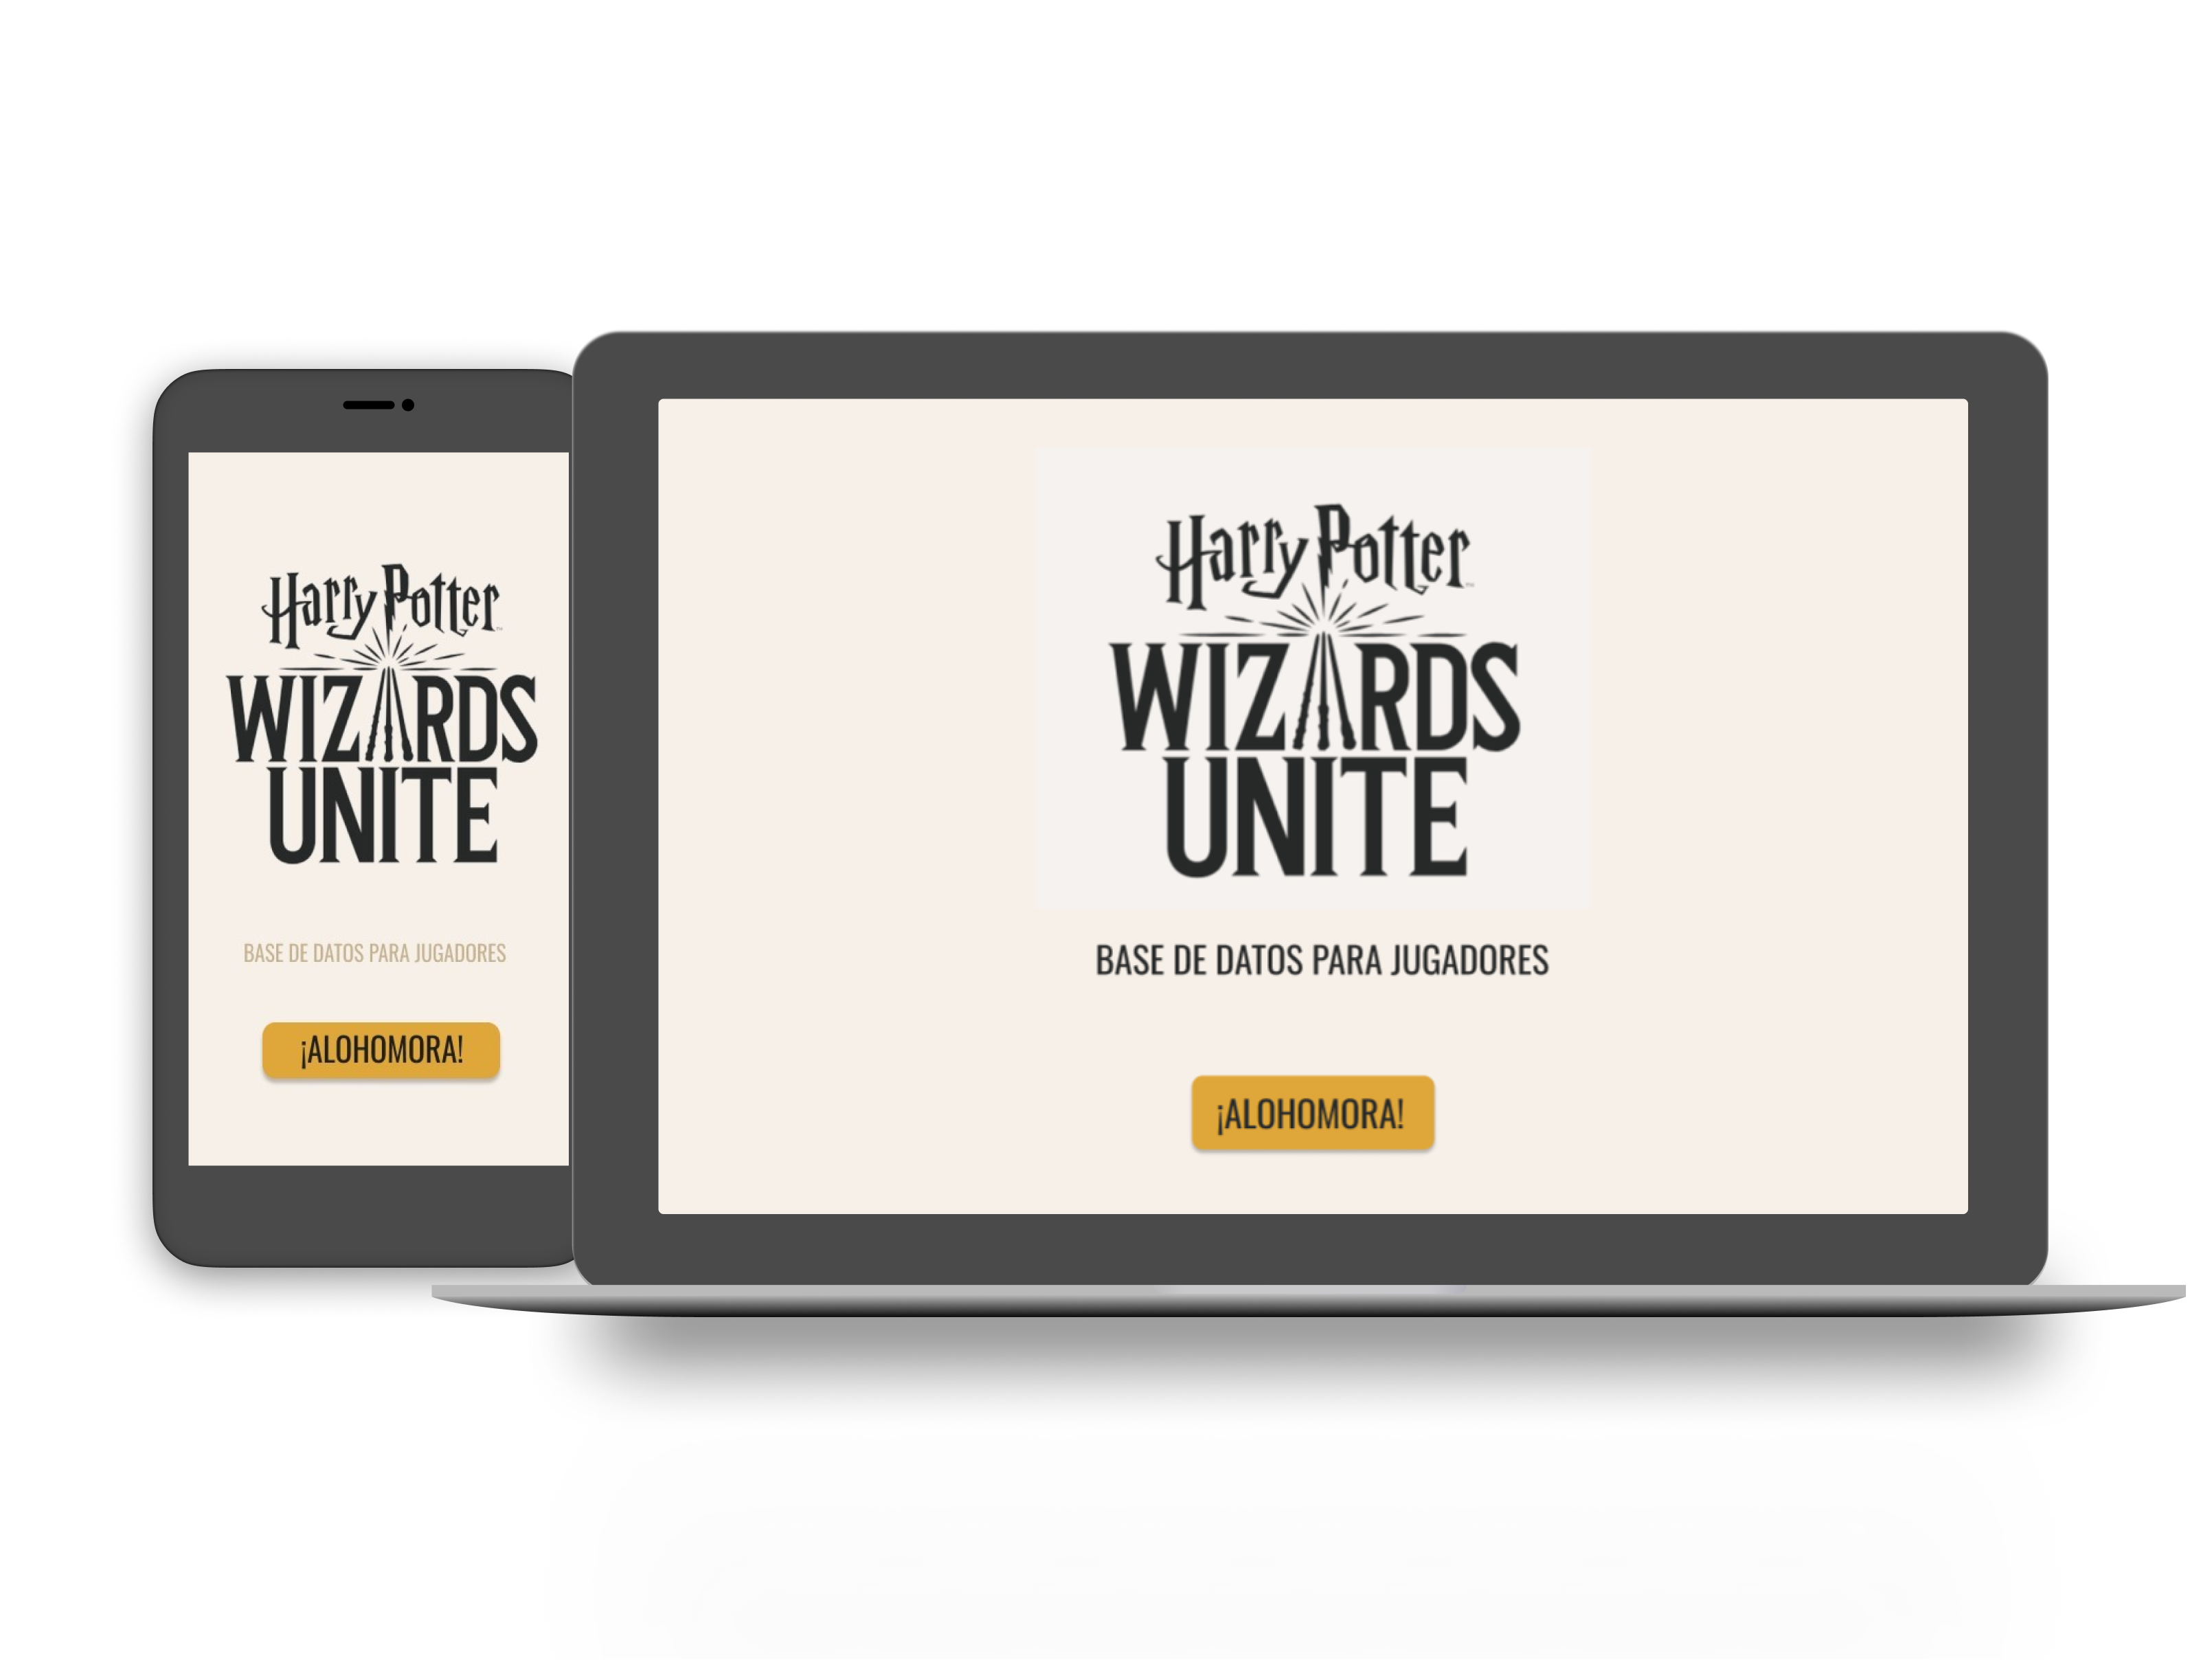 Harry Potter
WIZARDS
UNITE
BASE DE DATOS PARA JUGADORES
¡ALOHOMORA!
Harry Potter
WIZARDS
UNITE
BASE DE DATOS PARA JUGADORES
¡ALOHOMORA!